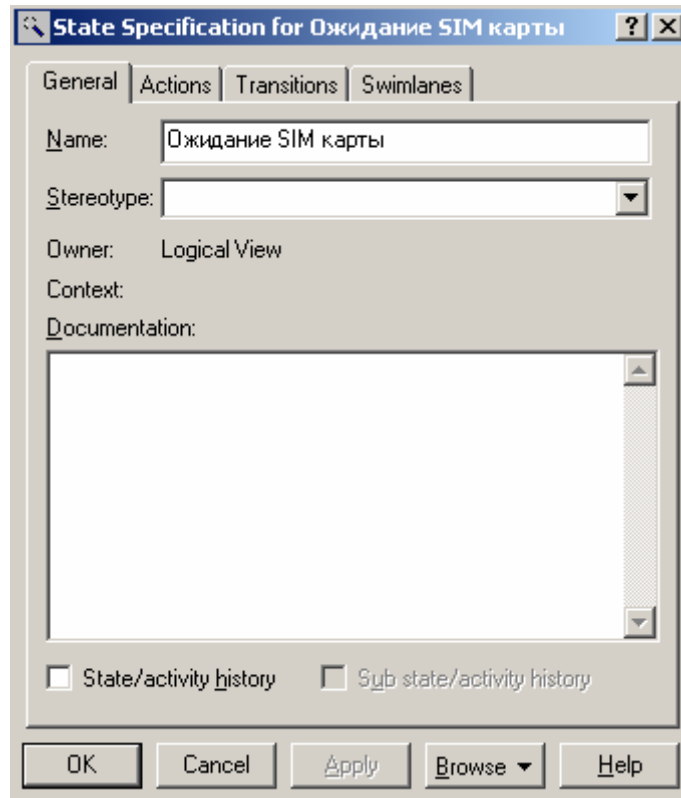 State Specification for Ожидание SIM карты
General Actions Transitions Swimlanes
Name: Ожидание SIM карты
Stereotype:
Owner: Logical View
Context:
Documentation:
State/activity history Sub state/activity history
OK Cancel Apply Browse Help